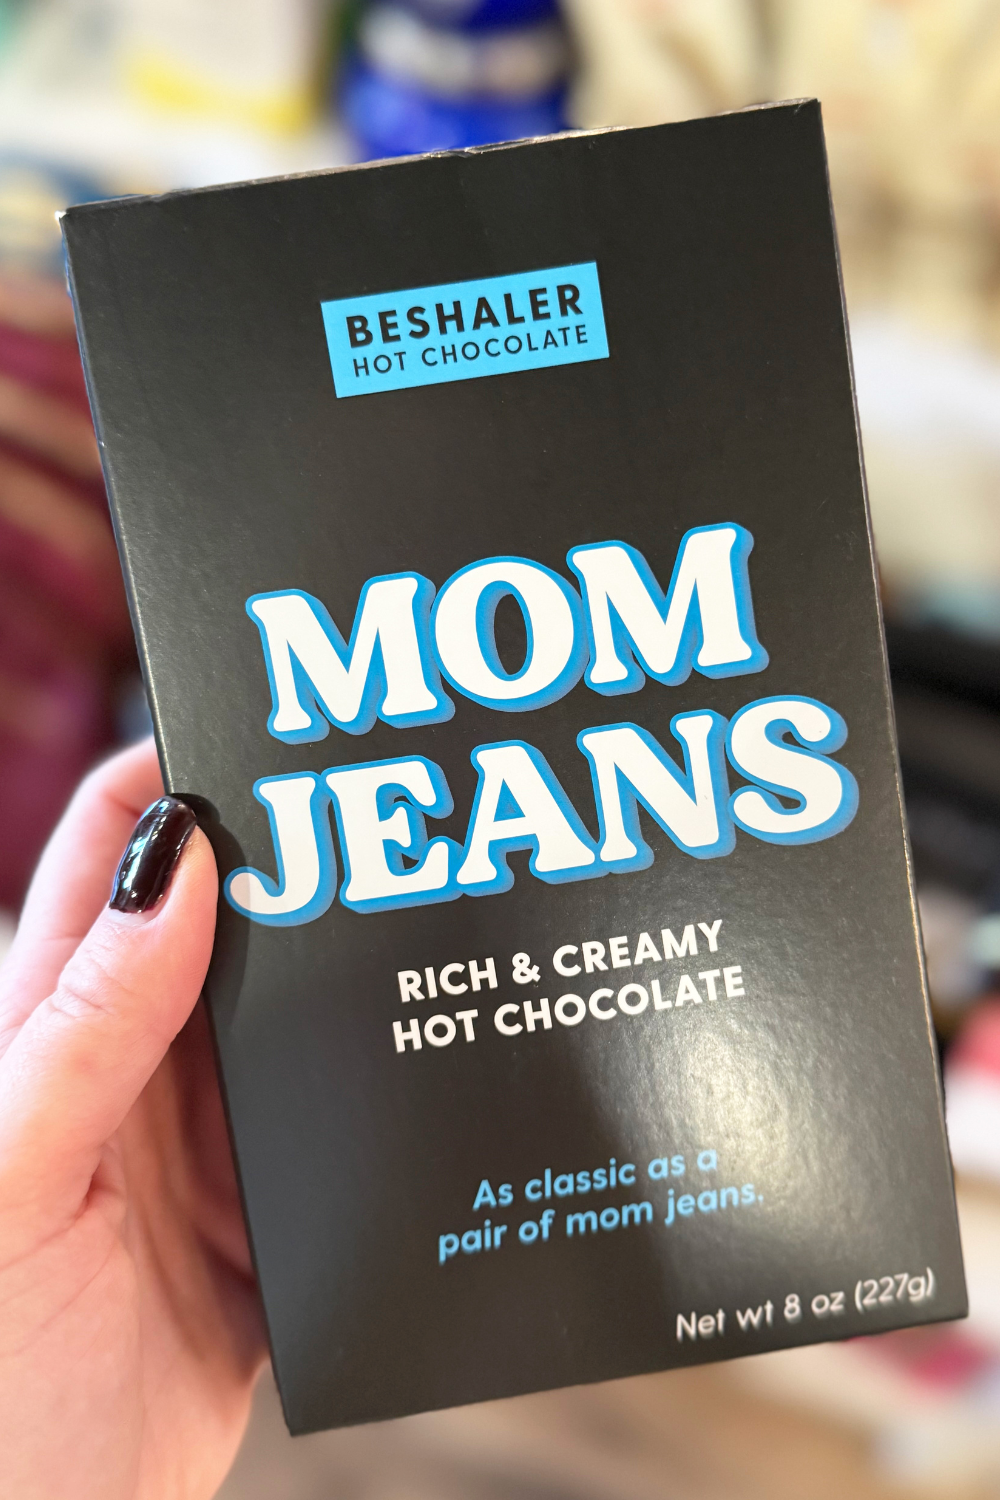 BESHALER
HOT CHOCOLATE
MOM
JEANS
RICH & CREAMY
HOT CHOCOLATE
As classic as a
pair of mom jeans.
Net wt 8 oz (227g)